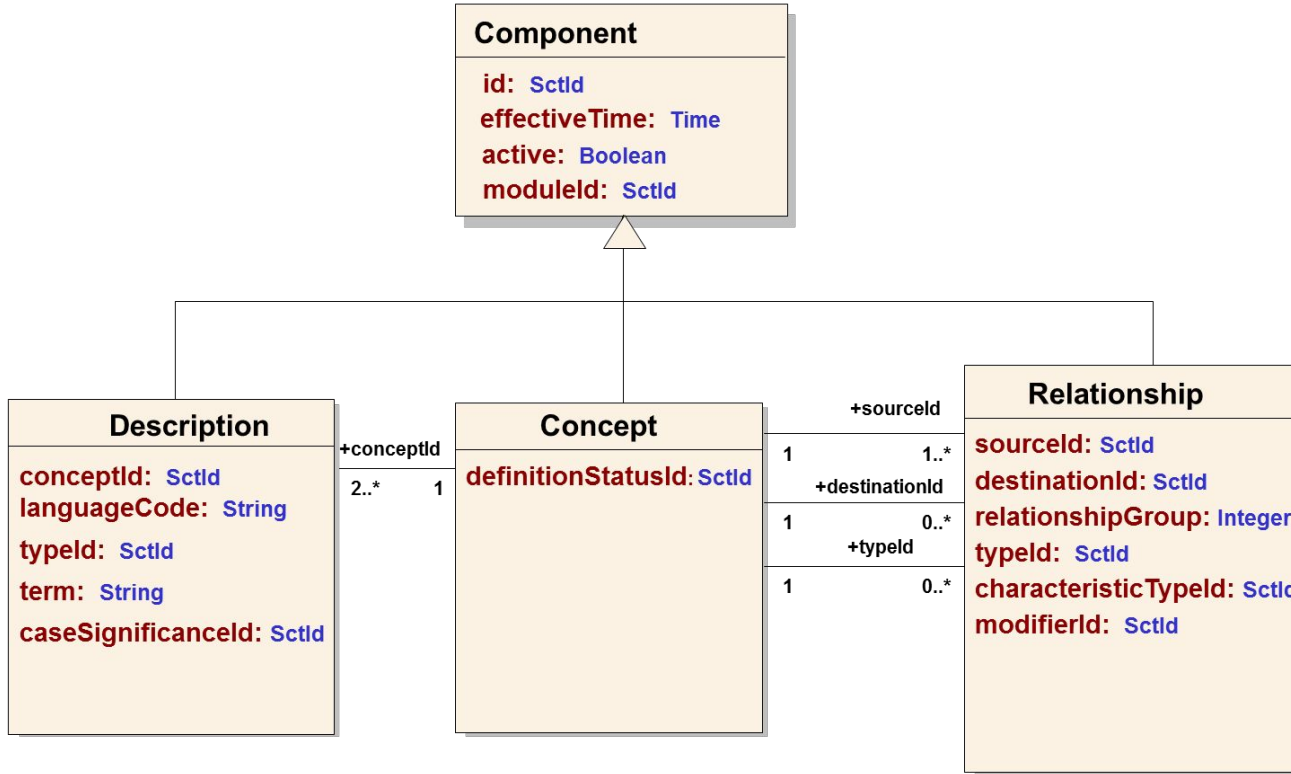 Component
id: SctId
effectiveTime: Time
active: Boolean
moduleId: SctId
Description
conceptId: SctId
languageCode: String
typeId: SctId
term: String
caseSignificanceId: SctId
+conceptId
2..* 1
Concept
definitionStatusId: SctId
+sourceId
1 1..*
+destinationId
1 0..*
+typeId
1 0..*
Relationship
sourceId: SctId
destinationId: SctId
relationshipGroup: Integer
typeId: SctId
characteristicTypeId: SctId
modifierId: SctId